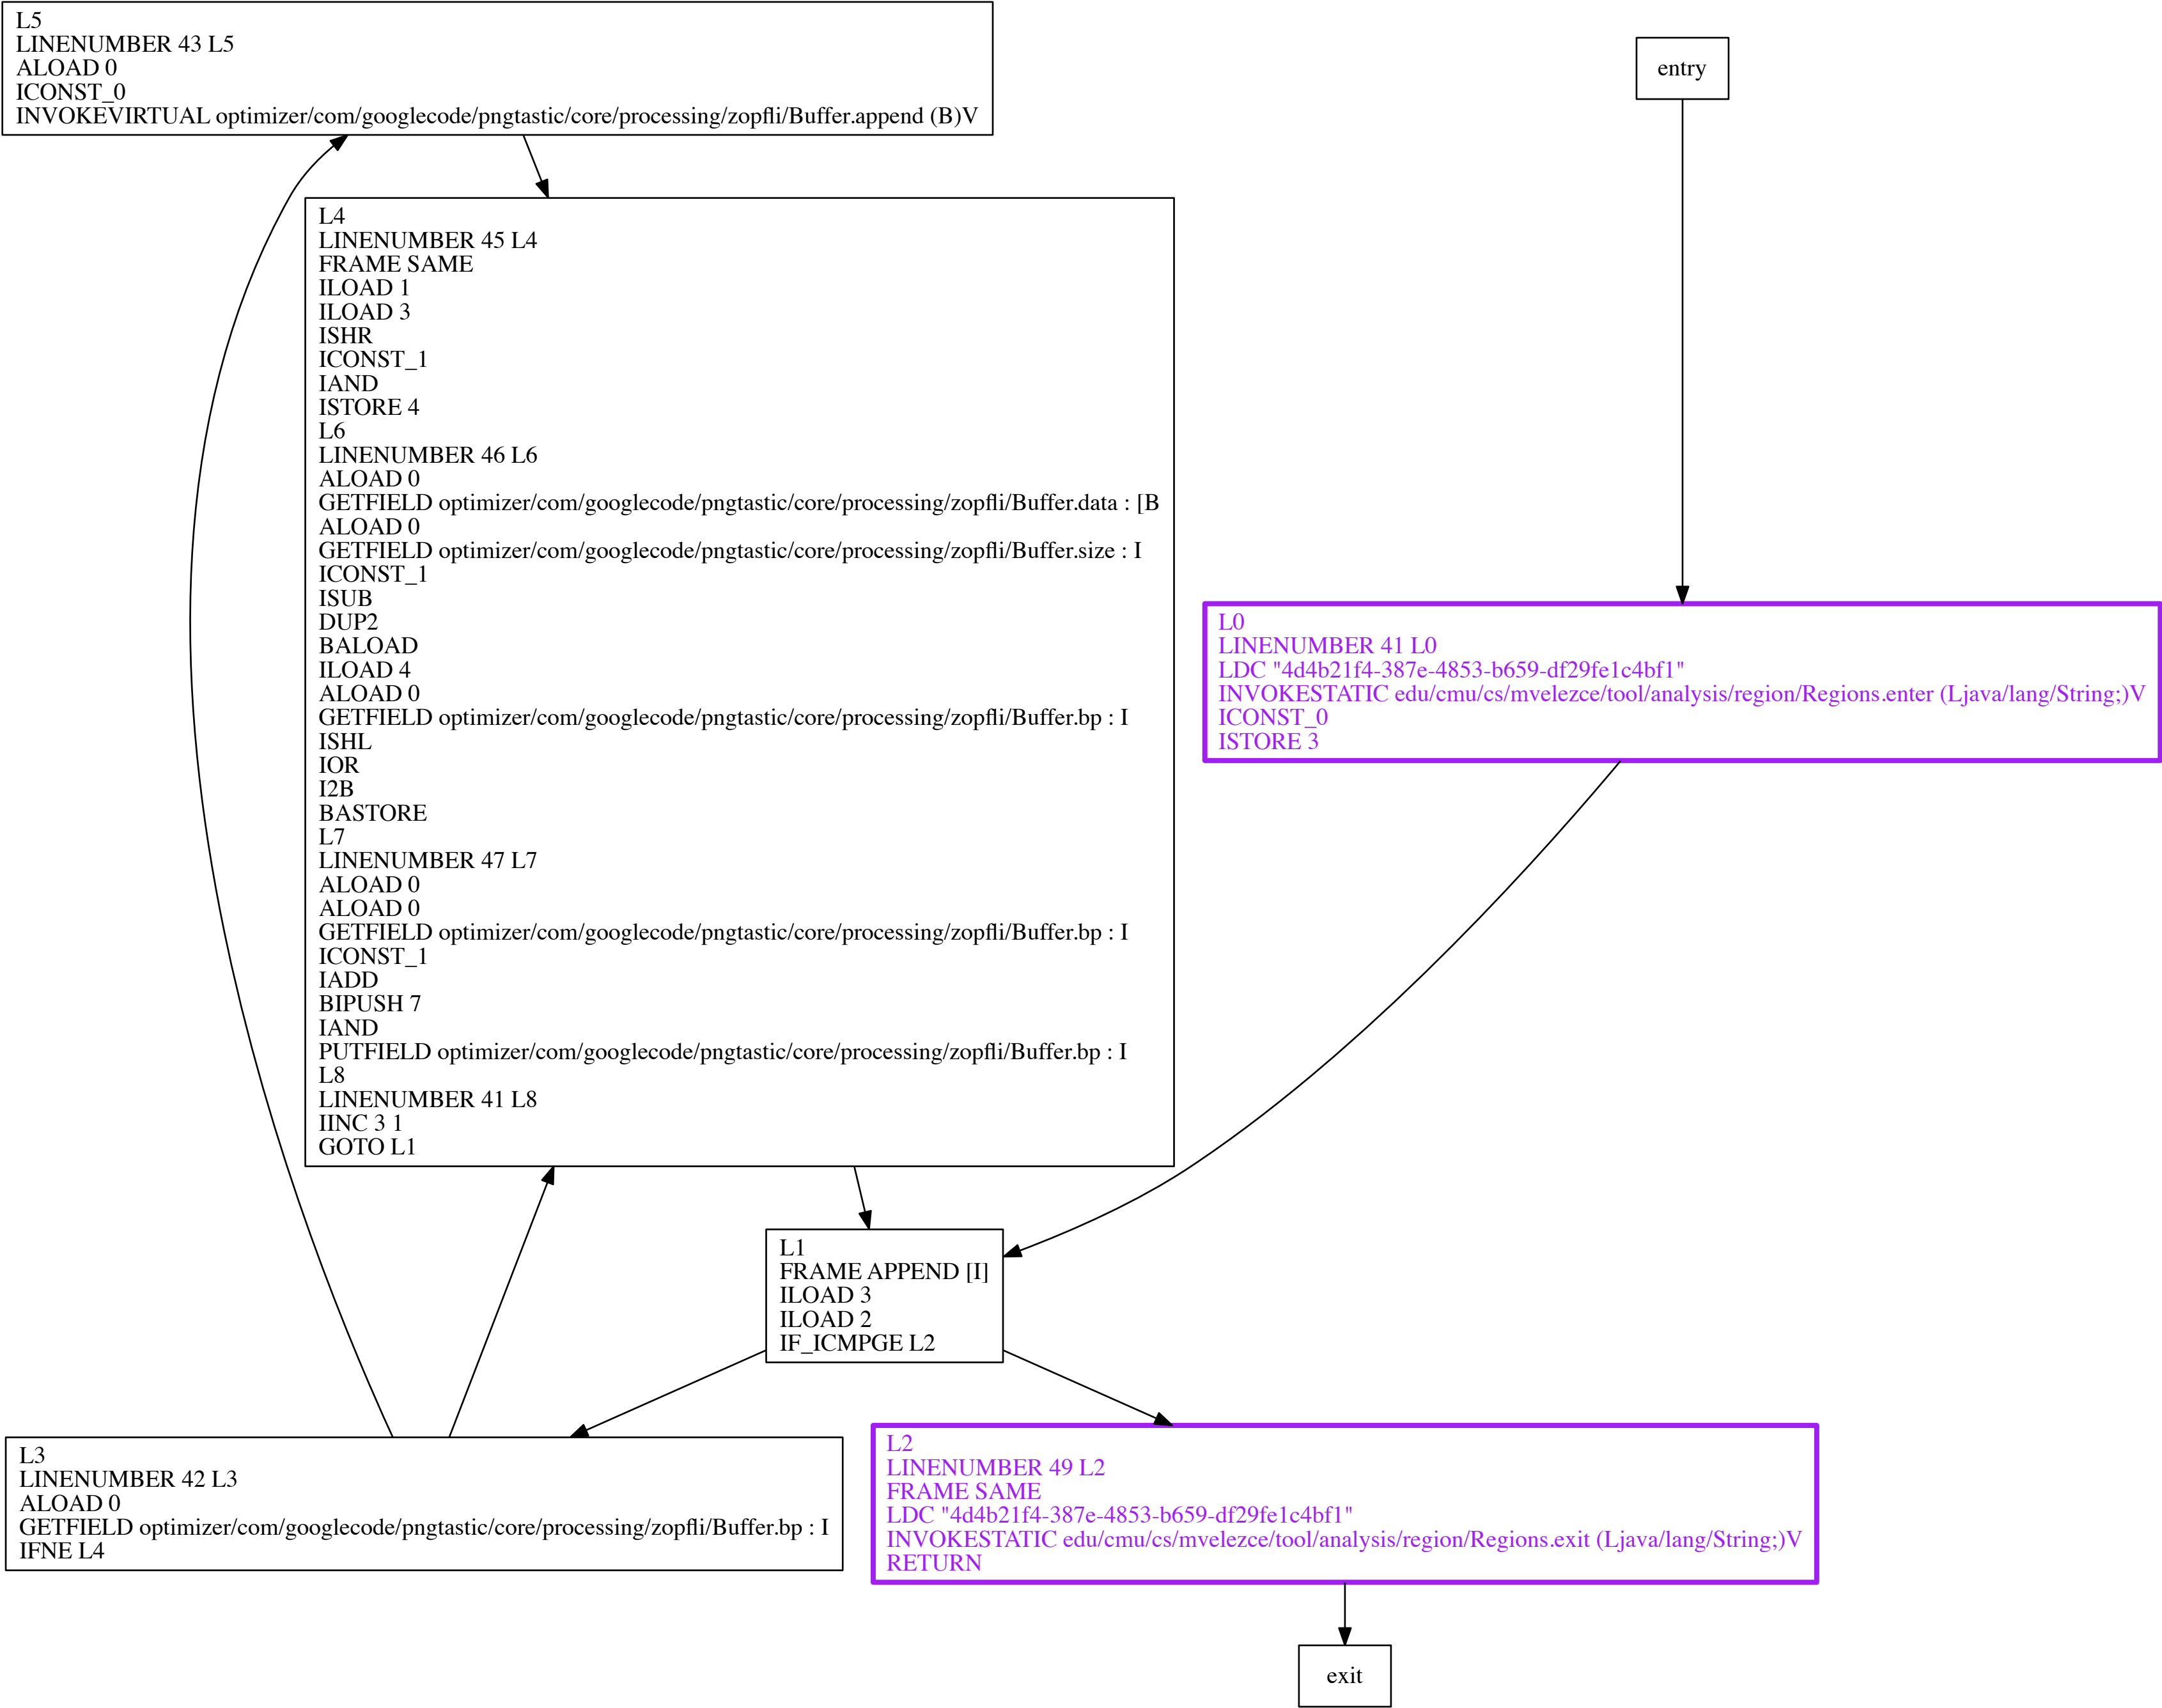 L5
LINENUMBER 43 L5
ALOAD 0
ICONST_0
INVOKEVIRTUAL optimizer/com/googlecode/pngtastic/core/processing/zopfli/Buffer.append (B)V
entry
L4
LINENUMBER 45 L4
FRAME SAME
ILOAD 1
ILOAD 3
ISHR
ICONST_1
IAND
ISTORE 4
L6
LINENUMBER 46 L6
ALOAD 0
GETFIELD optimizer/com/googlecode/pngtastic/core/processing/zopfli/Buffer.data : [B
ALOAD 0
GETFIELD optimizer/com/googlecode/pngtastic/core/processing/zopfli/Buffer.size : I
ICONST_1
ISUB
DUP2
BALOAD
ILOAD 4
ALOAD 0
GETFIELD optimizer/com/googlecode/pngtastic/core/processing/zopfli/Buffer.bp : I
ISHL
IOR
I2B
BASTORE
L7
LINENUMBER 47 L7
ALOAD 0
ALOAD 0
GETFIELD optimizer/com/googlecode/pngtastic/core/processing/zopfli/Buffer.bp : I
ICONST_1
IADD
BIPUSH 7
IAND
PUTFIELD optimizer/com/googlecode/pngtastic/core/processing/zopfli/Buffer.bp : I
L8
LINENUMBER 41 L8
IINC 3 1
GOTO L1
L0
LINENUMBER 41 L0
LDC "4d4b21f4-387e-4853-b659-df29fe1c4bf1"
INVOKESTATIC edu/cmu/cs/mvelezce/tool/analysis/region/Regions.enter (Ljava/lang/String;)V
ICONST_0
ISTORE 3
L1
FRAME APPEND [I]
ILOAD 3
ILOAD 2
IF_ICMPGE L2
L3
LINENUMBER 42 L3
ALOAD 0
GETFIELD optimizer/com/googlecode/pngtastic/core/processing/zopfli/Buffer.bp : I
IFNE L4
L2
LINENUMBER 49 L2
FRAME SAME
LDC "4d4b21f4-387e-4853-b659-df29fe1c4bf1"
INVOKESTATIC edu/cmu/cs/mvelezce/tool/analysis/region/Regions.exit (Ljava/lang/String;)V
RETURN
exit